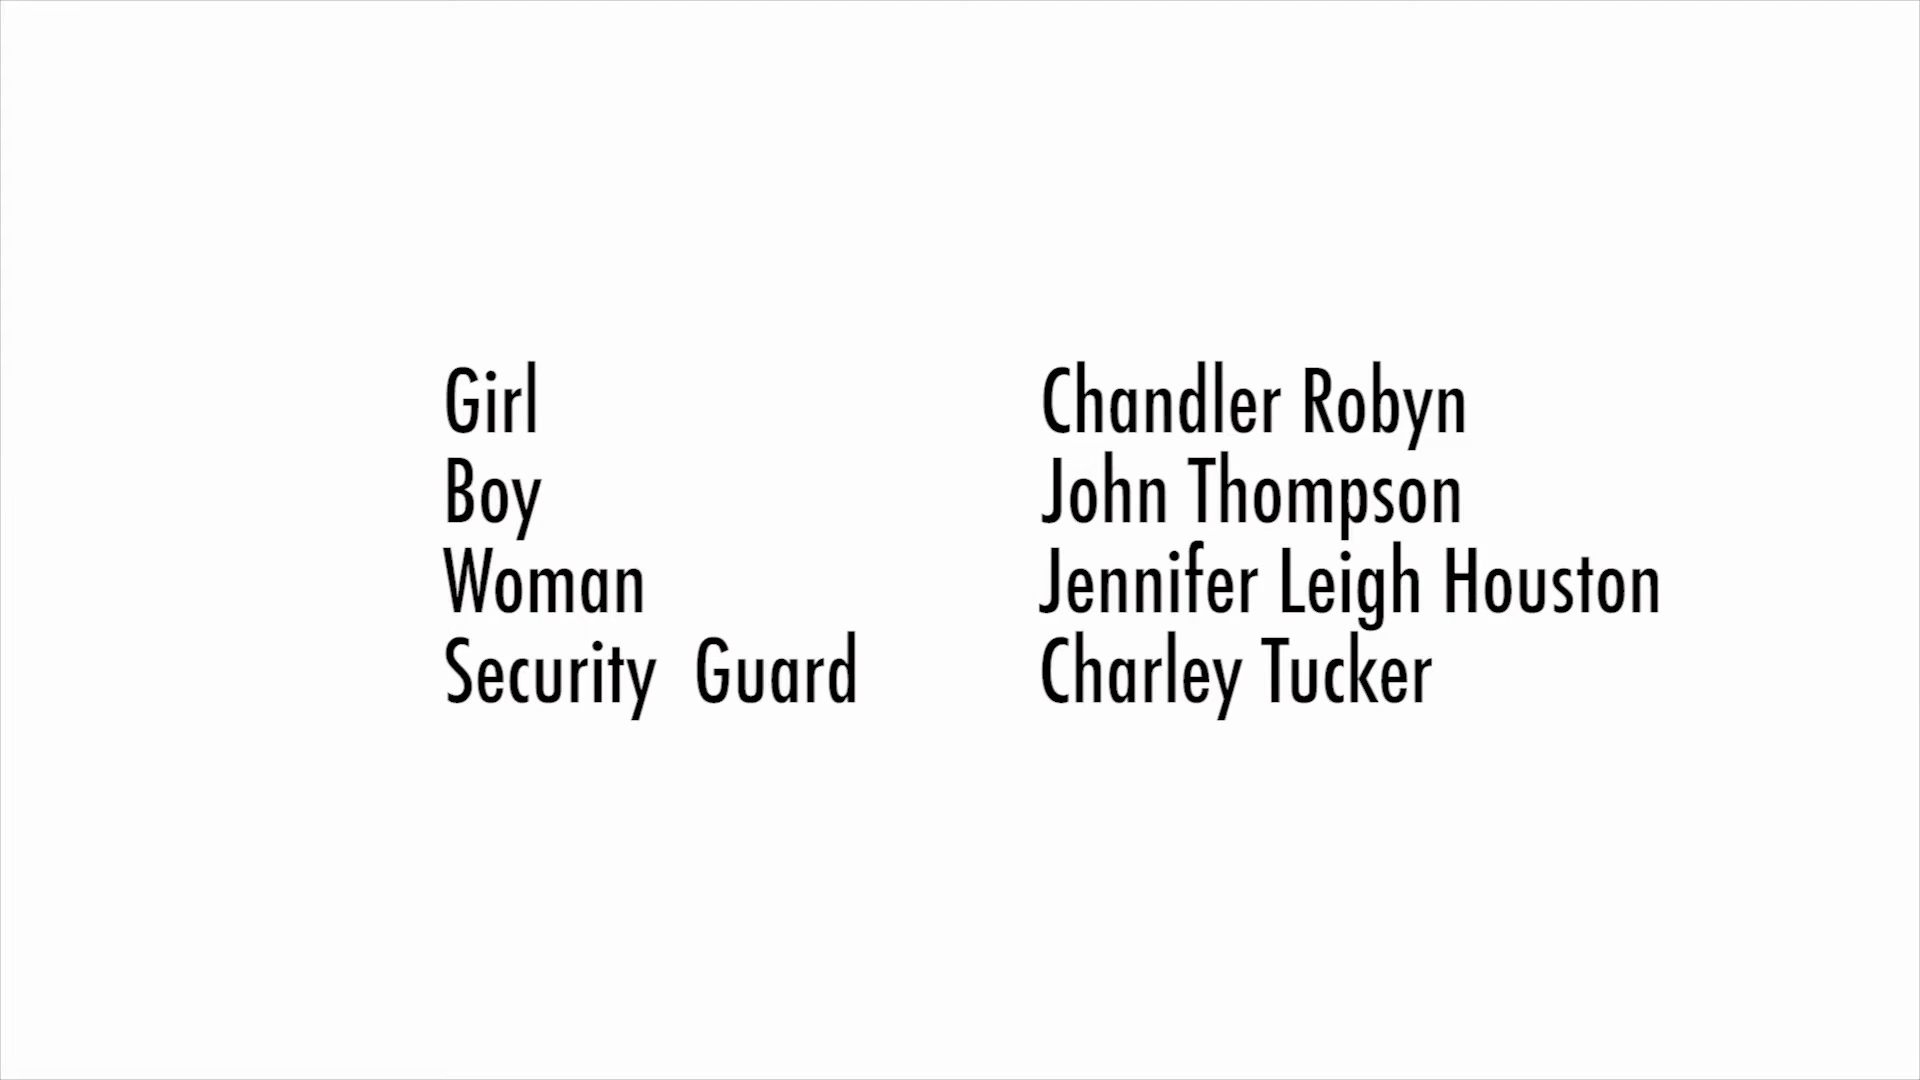 Girl Chandler Robyn
Boy John Thompson
Woman Jennifer Leigh Houston
Security Guard Charley Tucker